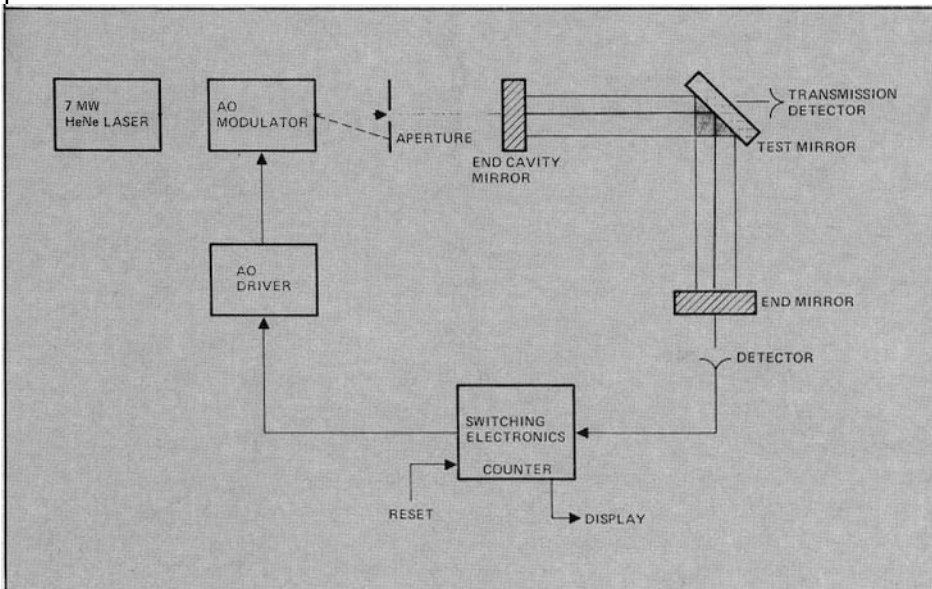 7 MW
HeNe LASER
AO
MODULATOR
APERTURE
END CAVITY
MIRROR
TRANSMISSION
DETECTOR
TEST MIRROR
AO
DRIVER
END MIRROR
DETECTOR
SWITCHING
ELECTRONICS
COUNTER
RESET
DISPLAY